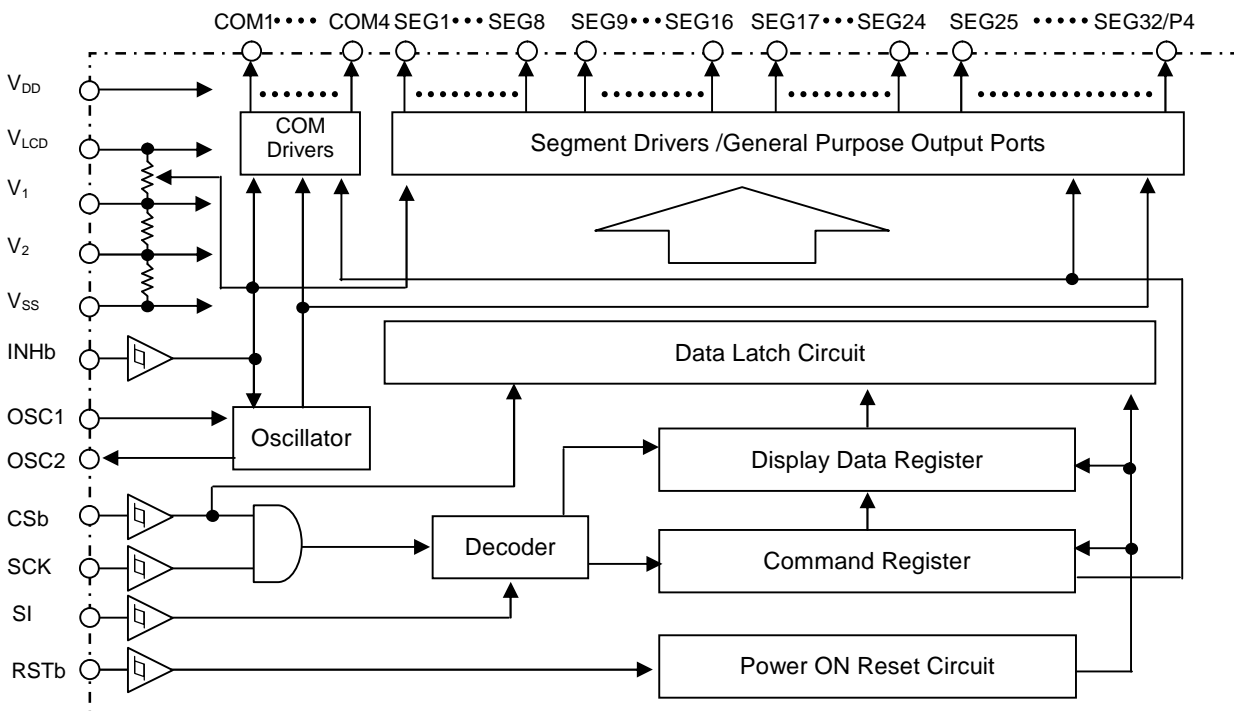 COM1••••• COM4 SEG1•••SEG8 SEG9•••SEG16 SEG17•••SEG24 SEG25 •••••SEG32/P4
VDD
VLCD
V1
V2
VSS
INHb
OSC1
OSC2
CSb
SCK
SI
RSTb
COM
Drivers
Segment Drivers /General Purpose Output Ports
Data Latch Circuit
Oscillator
Display Data Register
Decoder
Command Register
Power ON Reset Circuit